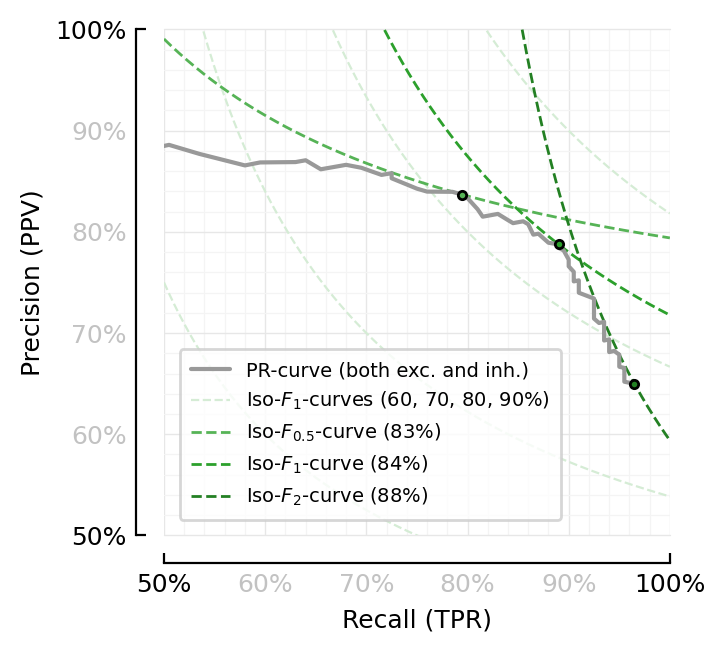 100%
90%
80%
70%
60%
50%
Precision (PPV)
PR-curve (both exc. and inh.)
Iso-F1-curves (60, 70, 80, 90%)
Iso-F0.5-curve (83%)
Iso-F1-curve (84%)
Iso-F2-curve (88%)
50% 60% 70% 80% 90% 100%
Recall (TPR)